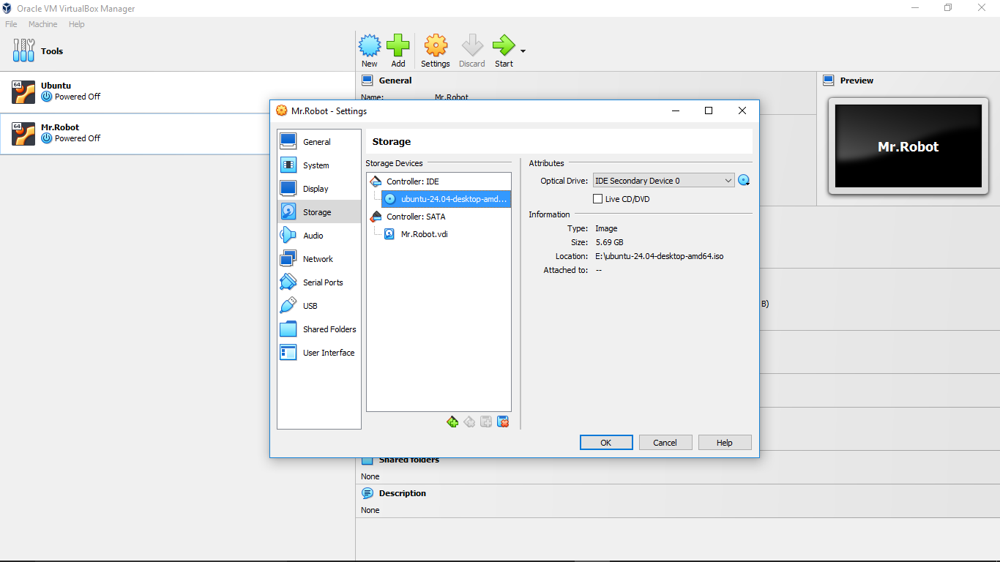 Oracle VM VirtualBox Manager
File Machine Help
Tools
New Add Settings Discard Start
64 Ubuntu
Powered Off
64 Mr.Robot
Powered Off
General
Name: Mr.Robot
Preview
Mr.Robot
Mr.Robot - Settings
General
System
Display
Storage
Audio
Network
Serial Ports
USB
Shared Folders
User Interface
Storage
Storage Devices
Controller: IDE
ubuntu-24.04-desktop-amd...
Controller: SATA
Mr.Robot.vdi
Attributes
Optical Drive: IDE Secondary Device 0
Live CD/DVD
Information
Type: Image
Size: 5.69 GB
Location: E:\ubuntu-24.04-desktop-amd64.iso
Attached to: --
OK Cancel Help
B)
Shared folders
None
Description
None